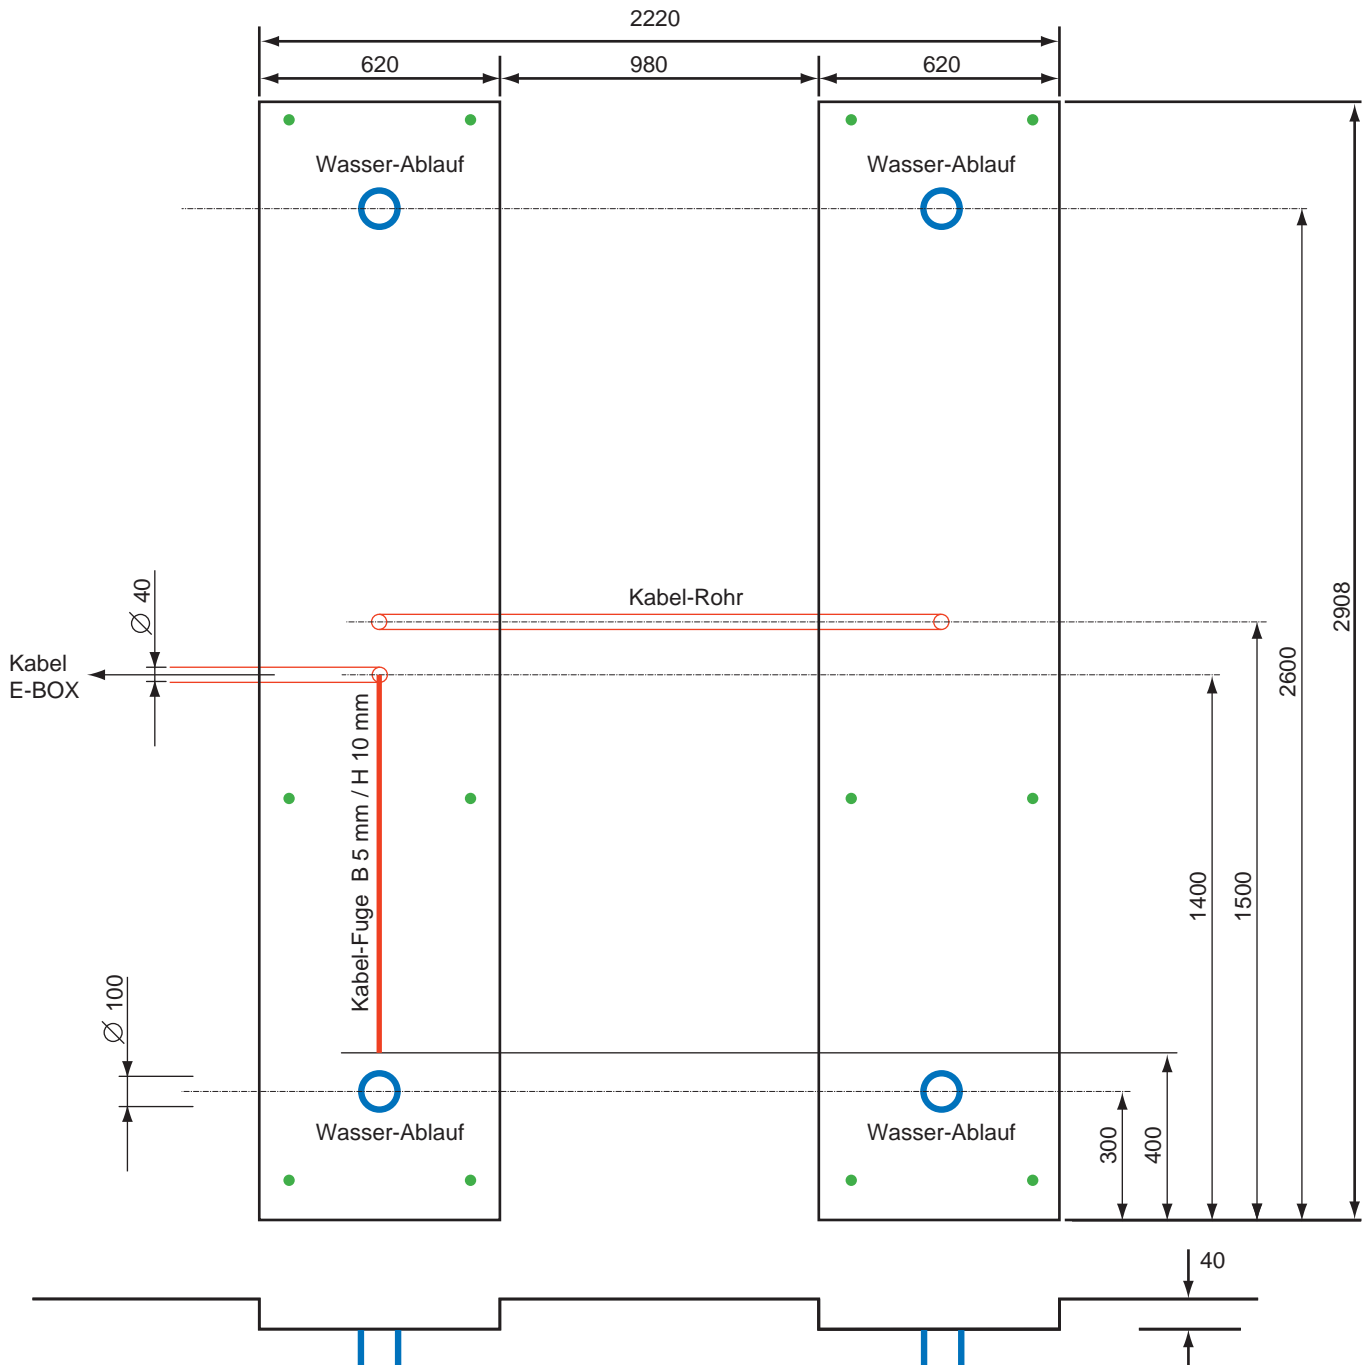 2220
620
980
620
Wasser-Ablauf
Wasser-Ablauf
Kabel-Rohr
Ø 40
Kabel
E-BOX
Kabel-Fuge B 5 mm / H 10 mm
2908
2600
1500
1400
Ø 100
Wasser-Ablauf
Wasser-Ablauf
300
400
40